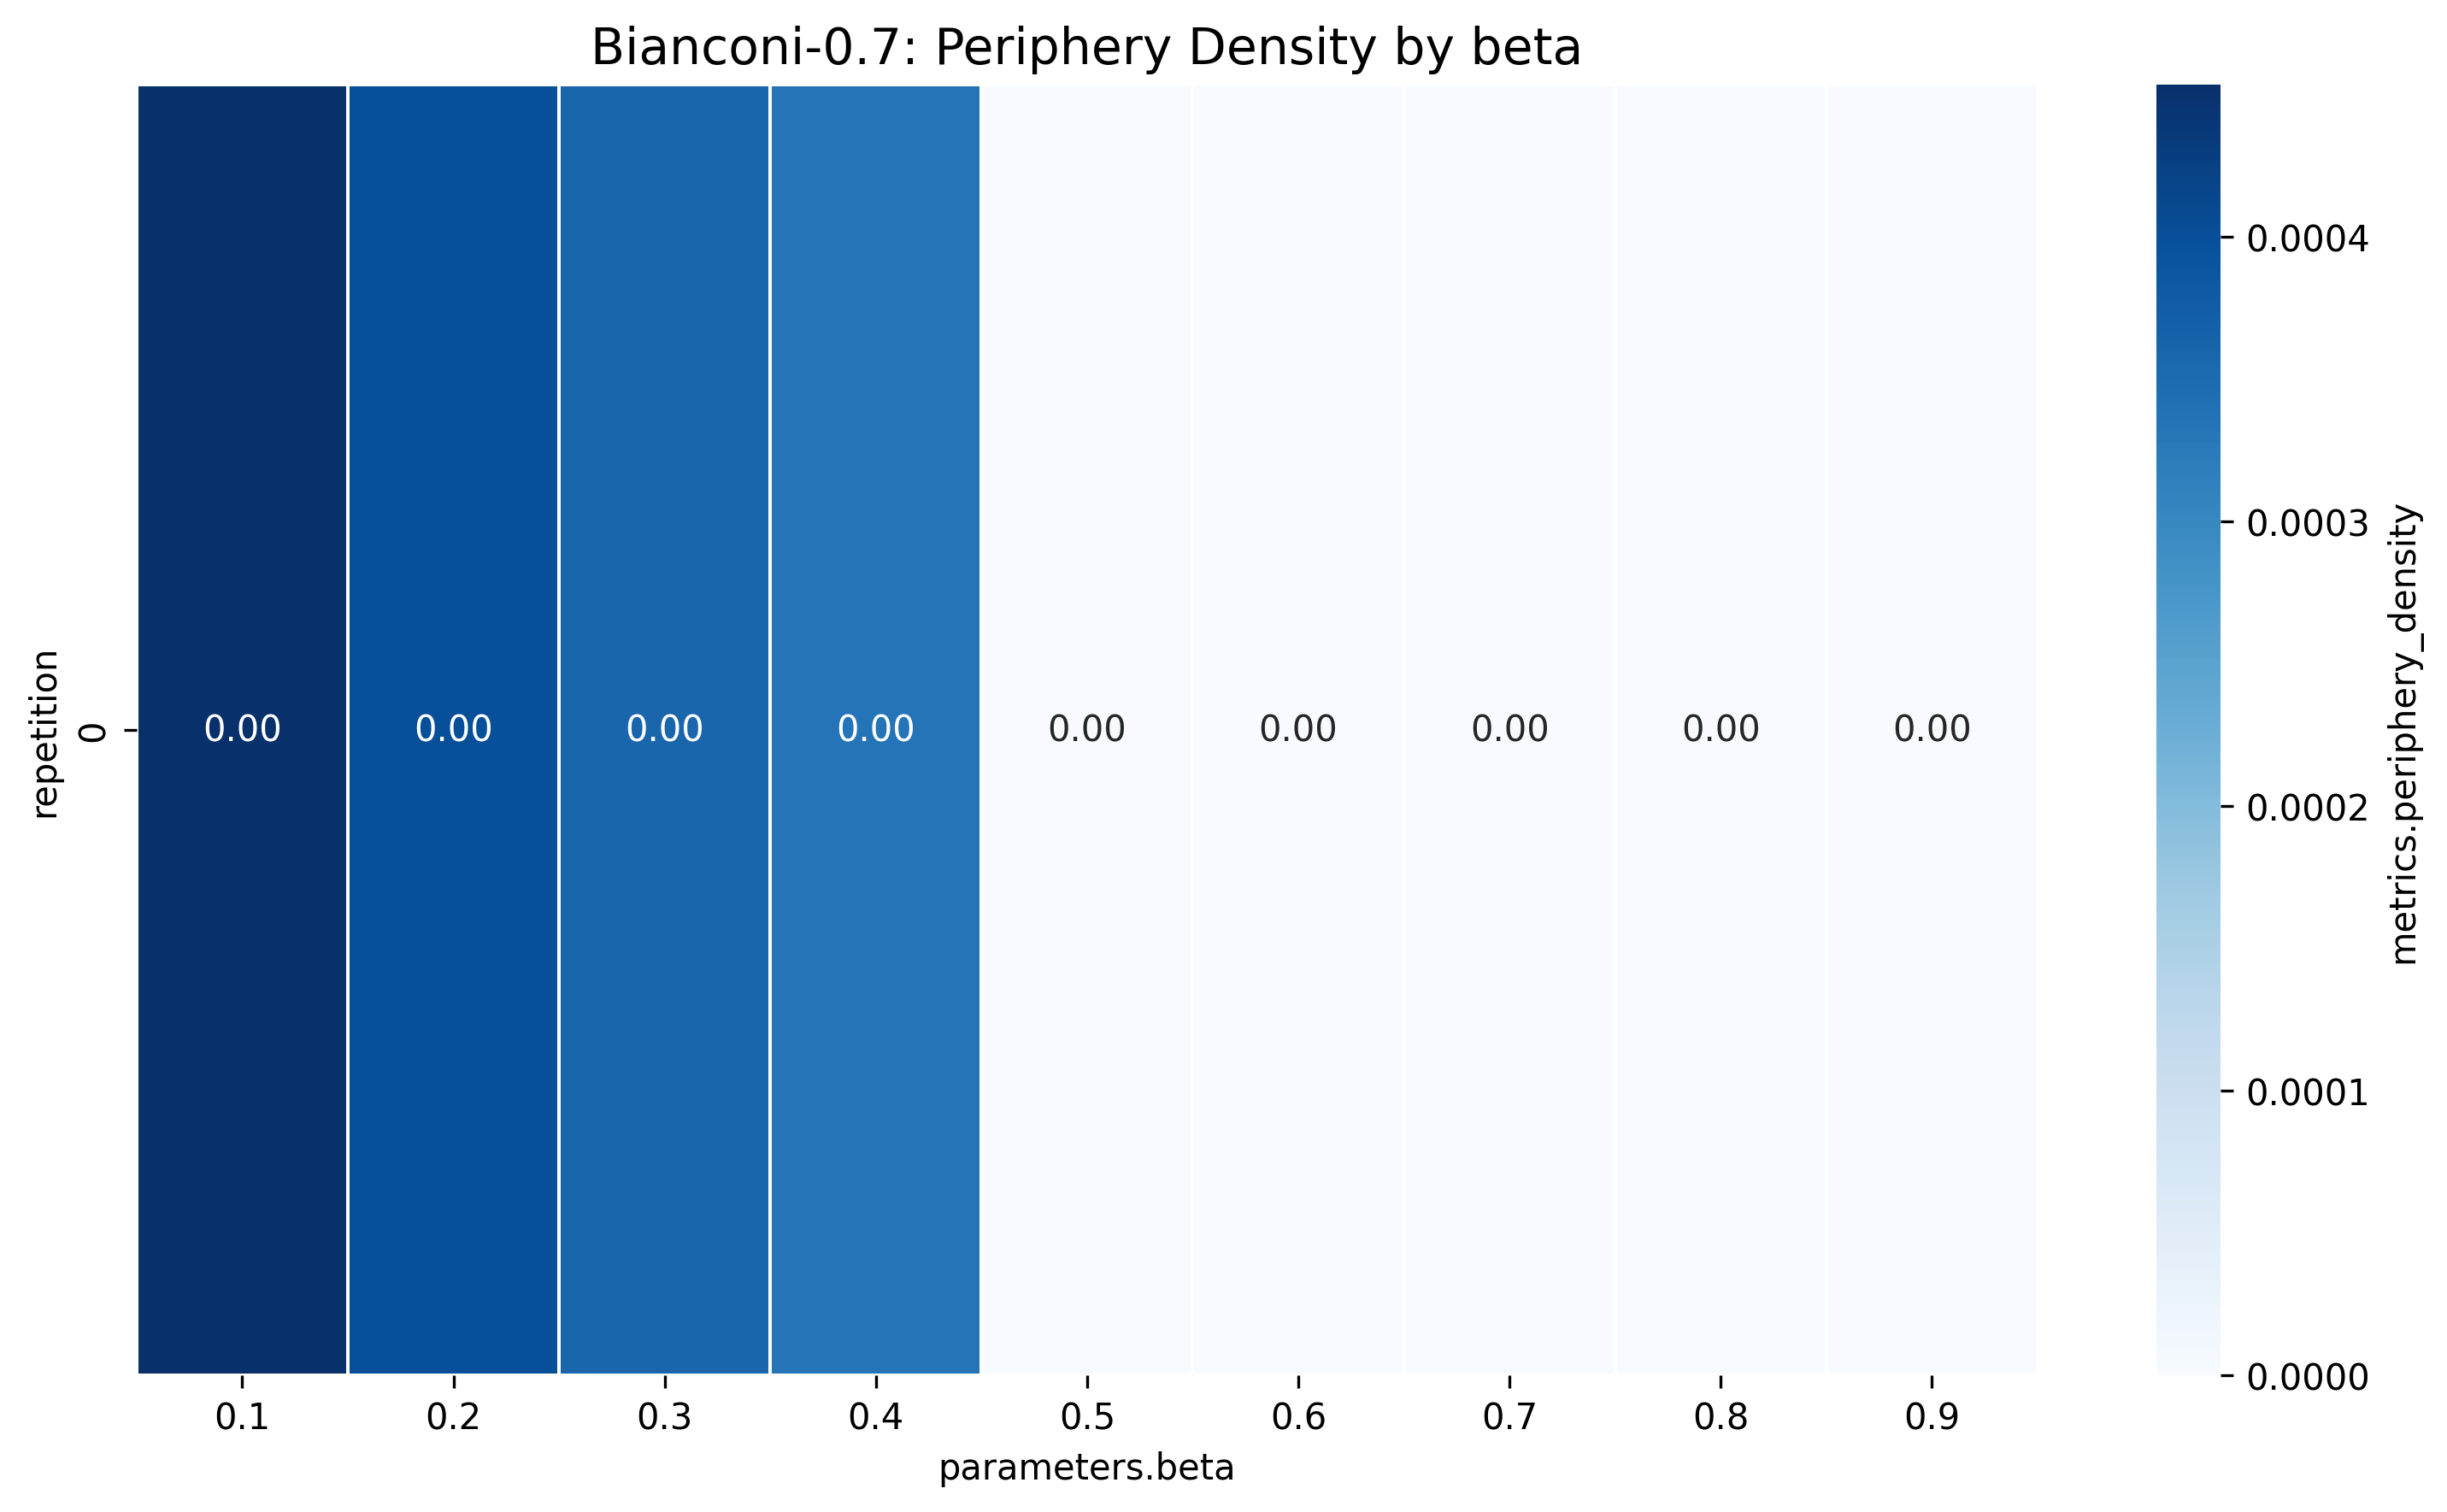 Bianconi-0.7: Periphery Density by beta
repetition
0
0.00 0.00 0.00 0.00 0.00 0.00 0.00 0.00 0.00
0.1 0.2 0.3 0.4 0.5 0.6 0.7 0.8 0.9
parameters.beta
0.0004
0.0003
0.0002
0.0001
0.0000
metrics.periphery_density